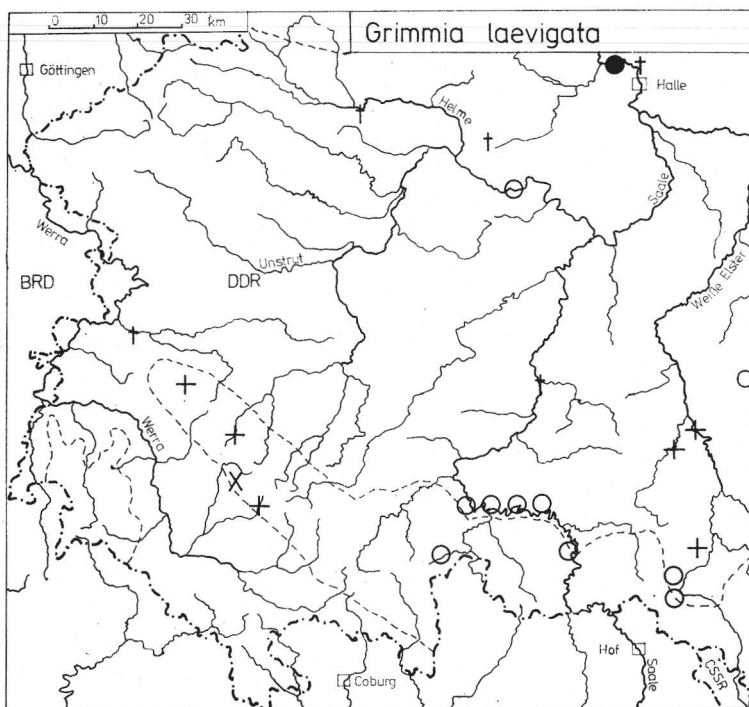 0 10 20 30 km
Grimmia laevigata
Göttingen
Halle
Helme
Saale
Werra
Unstrut
Weiße Elster
BRD
DDR
Werra
Hof
Saale
CSSR
Coburg